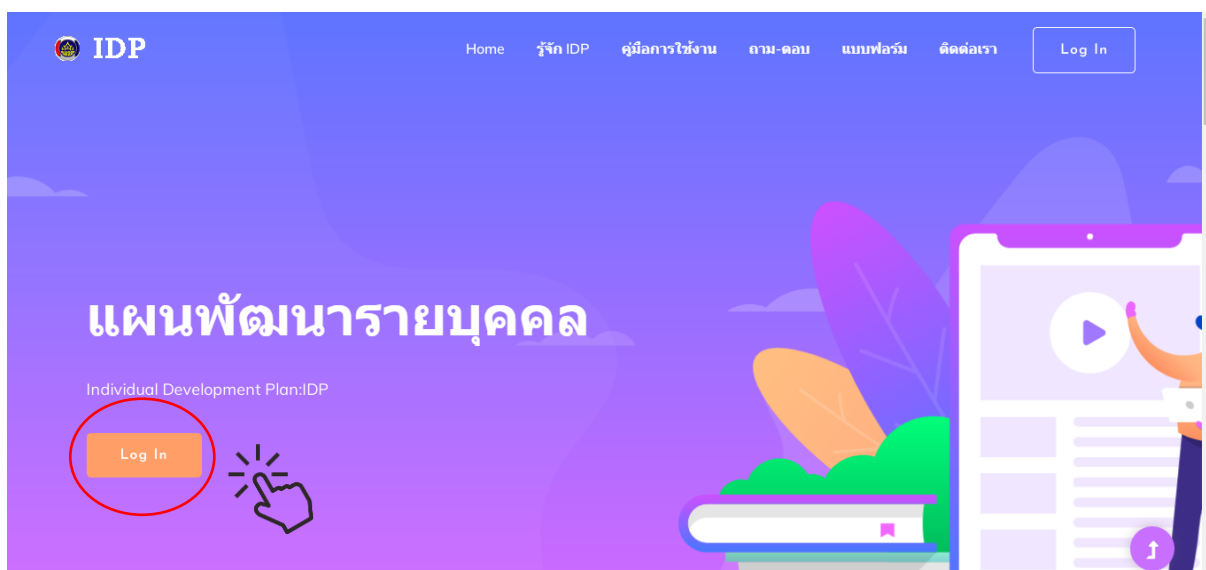 IDP
Home รู้จัก IDP คู่มือการใช้งาน ถาม-ตอบ แบบฟอร์ม ติดต่อเรา Log In
แผนพัฒนารายบุคคล
Individual Development Plan:IDP
Log In